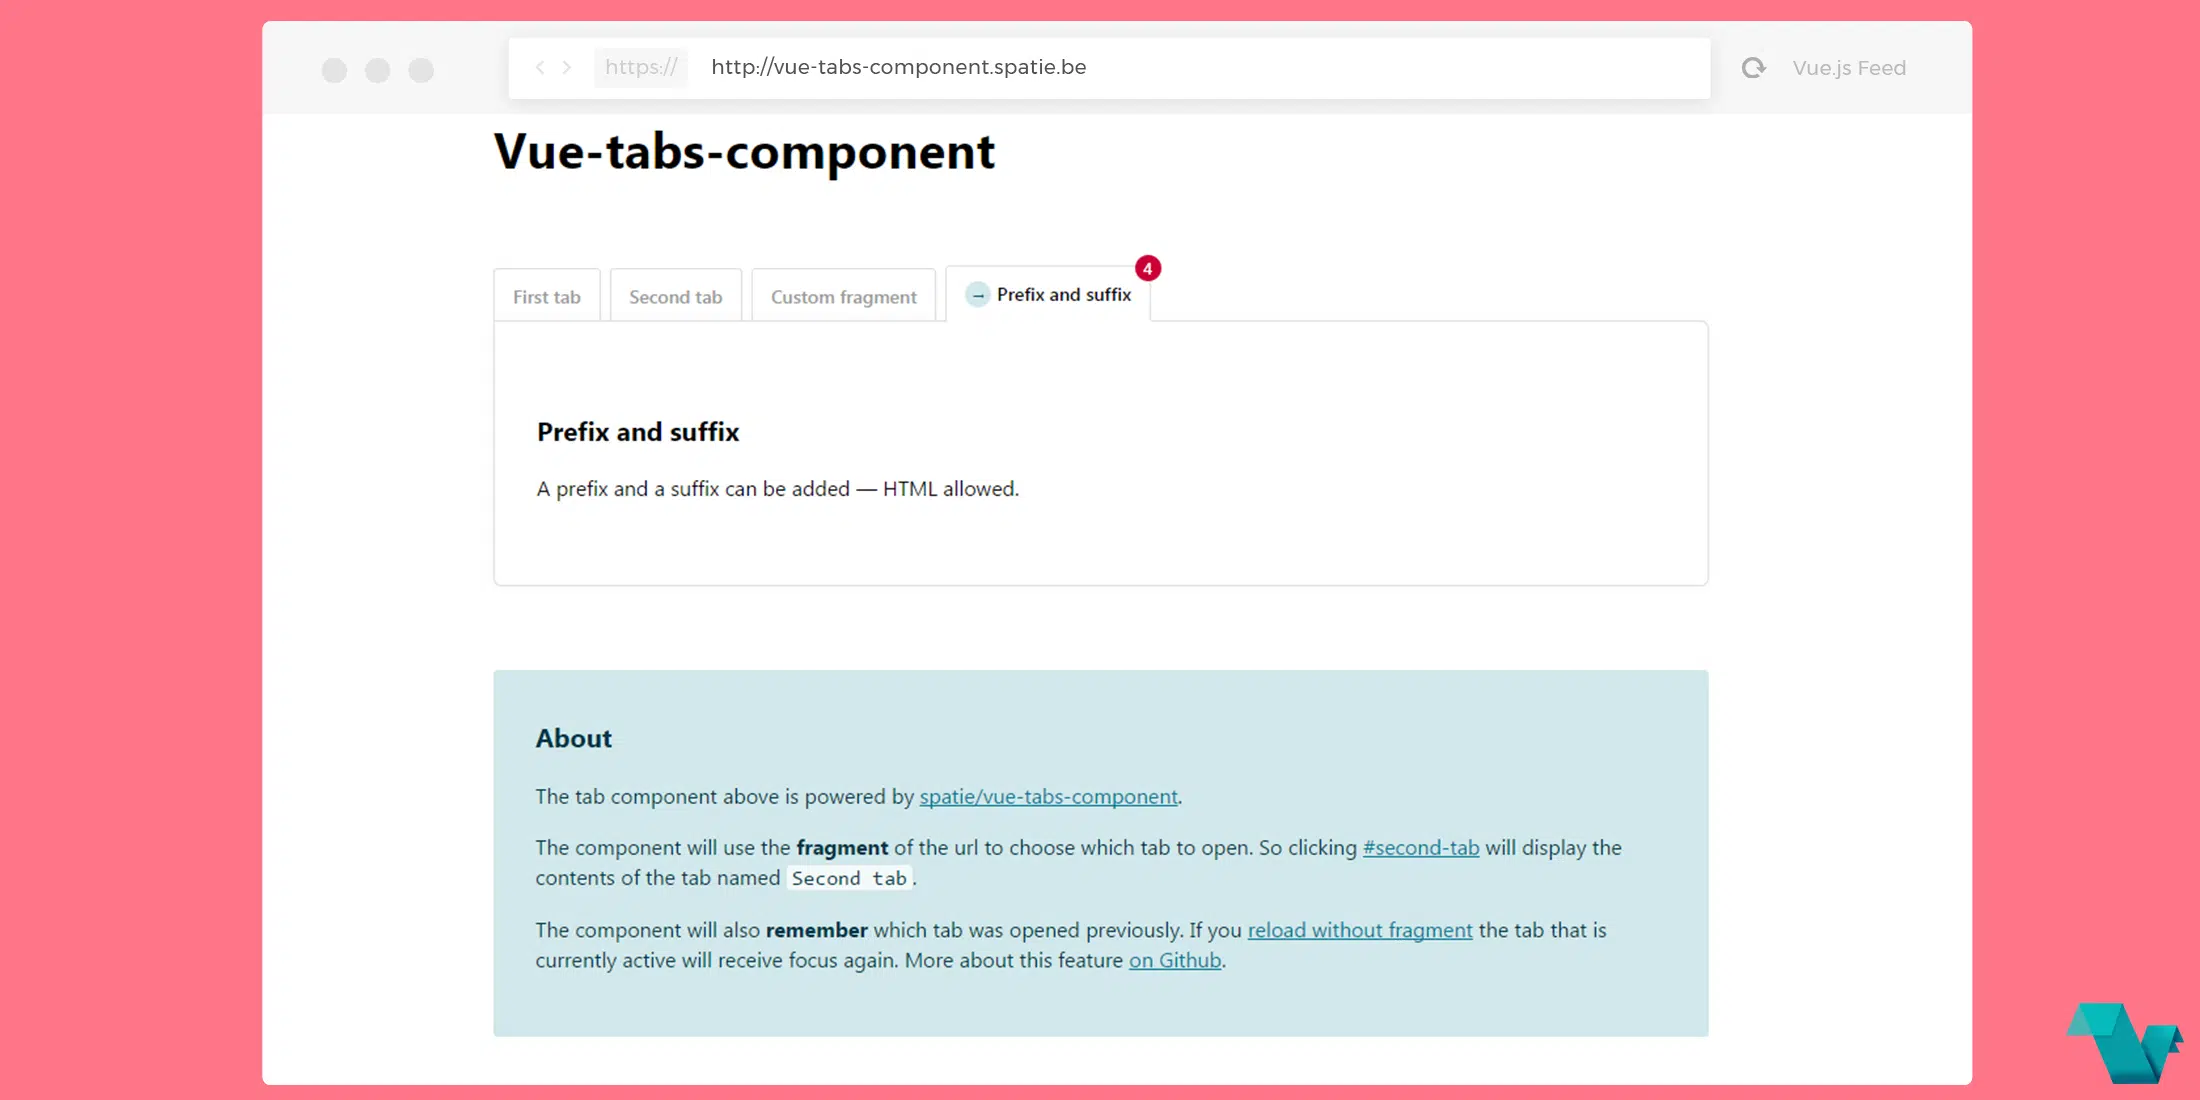 https:// http://vue-tabs-component.spatie.be Vue.js Feed
Vue-tabs-component
First tab Second tab Custom fragment → Prefix and suffix 4
Prefix and suffix
A prefix and a suffix can be added — HTML allowed.
About
The tab component above is powered by spatie/vue-tabs-component.
The component will use the fragment of the url to choose which tab to open. So clicking #second-tab will display the
contents of the tab named Second tab.
The component will also remember which tab was opened previously. If you reload without fragment the tab that is
currently active will receive focus again. More about this feature on Github.